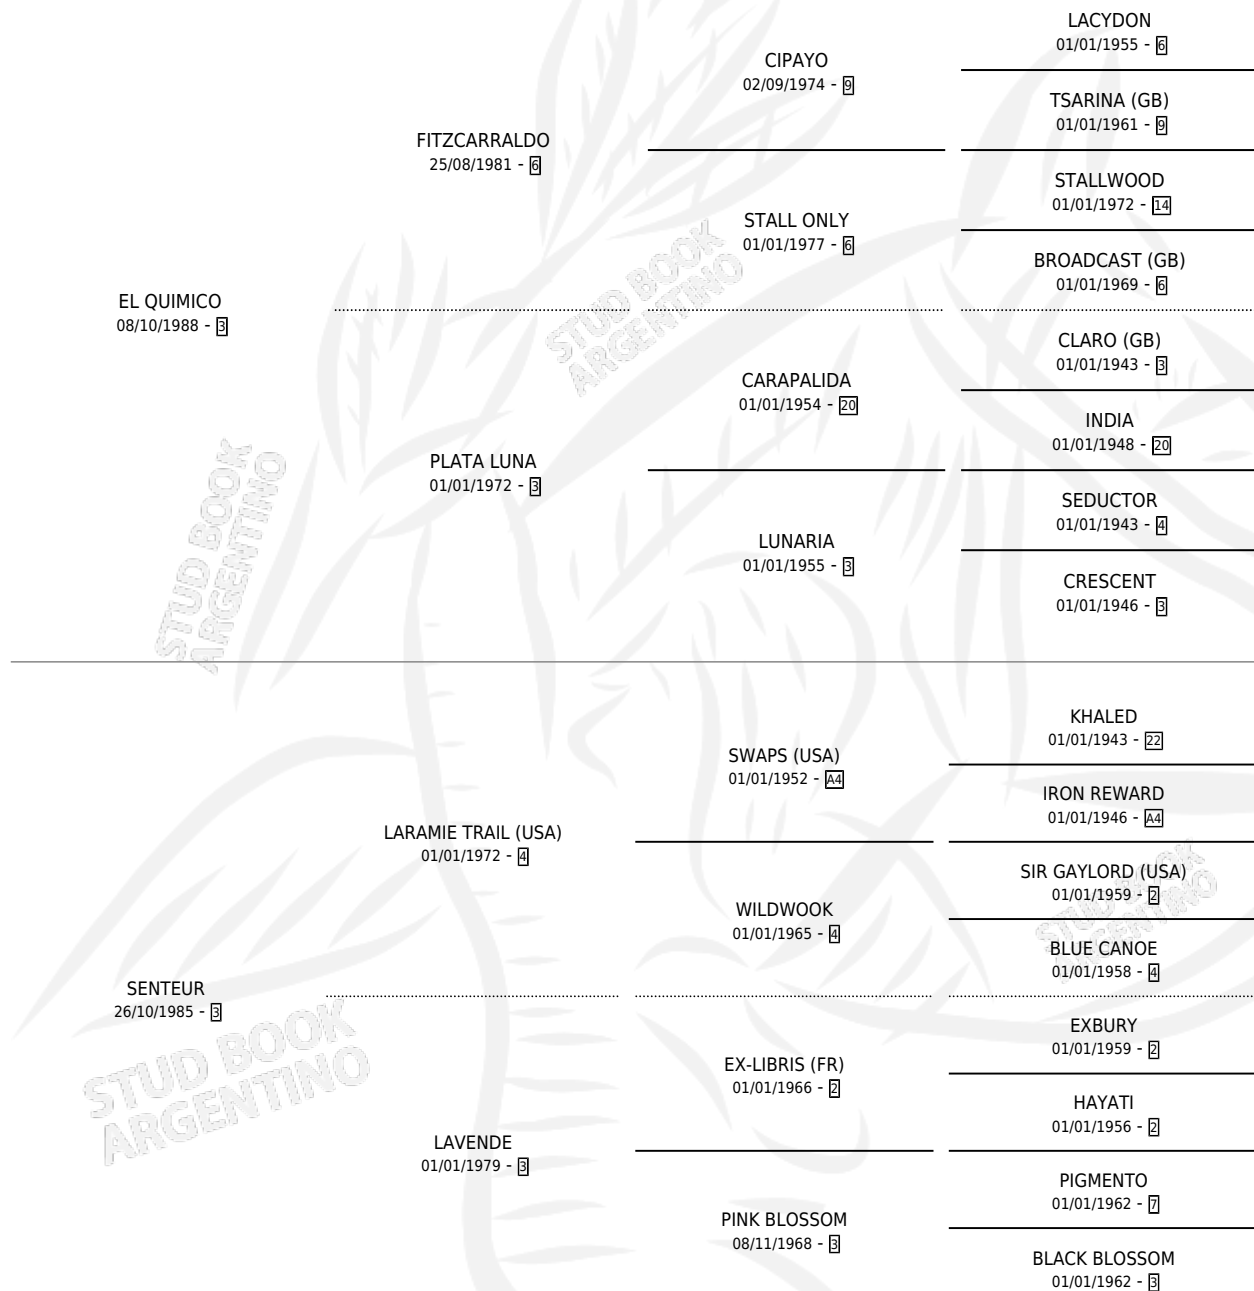 LACYDON
01/01/1955 - 6
CIPAYO
02/09/1974 - 9
TSARINA (GB)
01/01/1961 - 9
FITZCARRALDO
25/08/1981 - 6
STALLWOOD
01/01/1972 - 14
STALL ONLY
01/01/1977 - 6
BROADCAST (GB)
01/01/1969 - 6
EL QUIMICO
08/10/1988 - 3
STUD BOOK
ARGENTINO
CLARO (GB)
01/01/1943 - 3
CARAPALIDA
01/01/1954 - 20
INDIA
01/01/1948 - 20
PLATA LUNA
01/01/1972 - 3
SEDUCTOR
01/01/1943 - 4
LUNARIA
01/01/1955 - 3
CRESCENT
01/01/1946 - 3
STUD BOOK
ARGENTINO
KHALED
01/01/1943 - 22
SWAPS (USA)
01/01/1952 - A4
IRON REWARD
01/01/1946 - A4
LARAMIE TRAIL (USA)
01/01/1972 - 4
SIR GAYLORD (USA)
01/01/1959 - 2
WILDWOOK
01/01/1965 - 4
BLUE CANOE
01/01/1958 - 4
STUD BOOK
ARGENTINO
SENTEUR
26/10/1985 - 3
EXBURY
01/01/1959 - 2
EX-LIBRIS (FR)
01/01/1966 - 2
HAYATI
01/01/1956 - 2
STUD BOOK
ARGENTINO
LAVENDE
01/01/1979 - 3
PIGMENTO
01/01/1962 - 7
PINK BLOSSOM
08/11/1968 - 3
BLACK BLOSSOM
01/01/1962 - 3